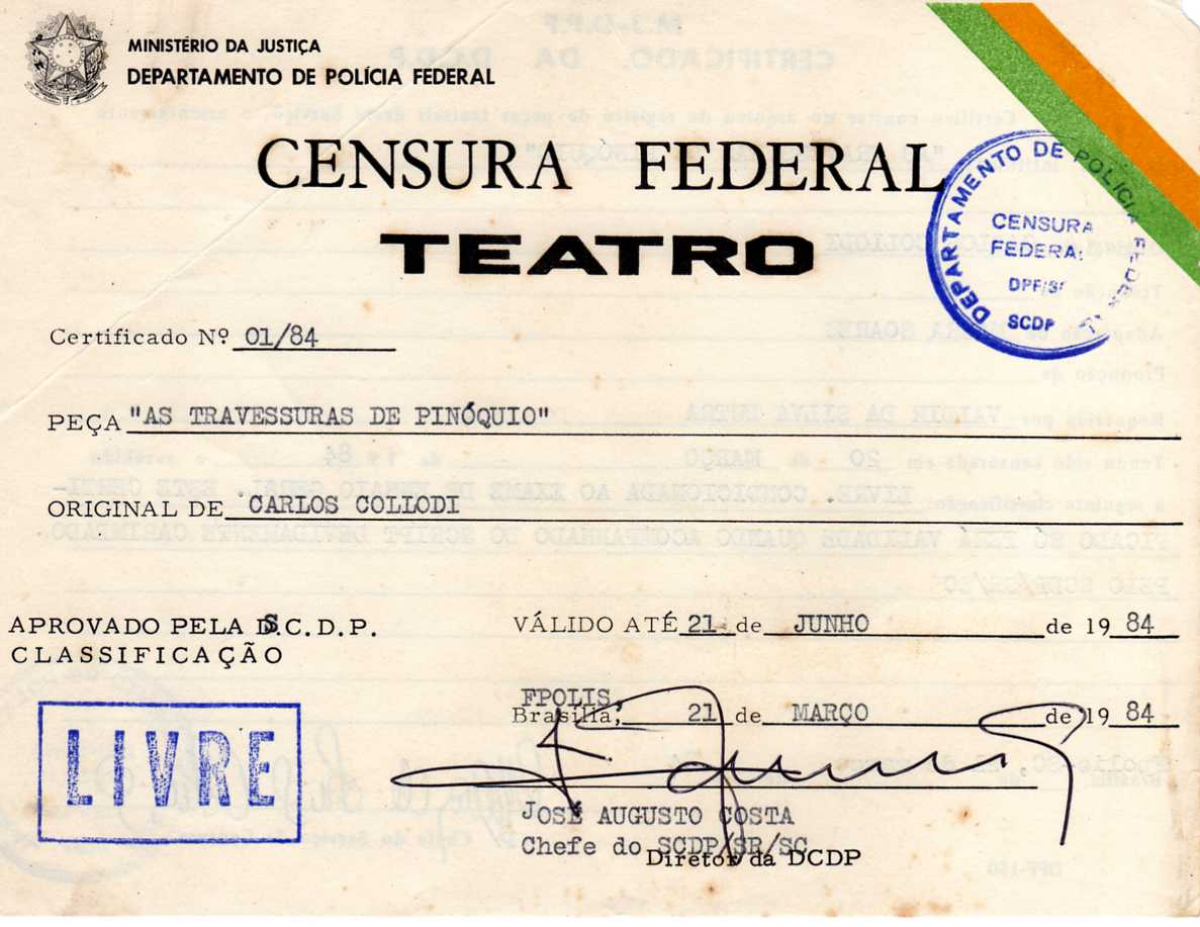 MINISTÉRIO DA JUSTIÇA
DEPARTAMENTO DE POLÍCIA FEDERAL
CENSURA FEDERAL
TEATRO
DEPARTAMENTO DE POLICIA
CENSURA
FEDERAL
SCDP
Certificado Nº 01/84
PEÇA "AS TRAVESSURAS DE PINÓQUIO"
ORIGINAL DE CARLOS COLLODI
APROVADO PELA S.C.D.P.
CLASSIFICAÇÃO
LIVRE
VÁLIDO ATÉ 21 de JUNHO de 19 84
FPOLIS,
Brasília, 21 de MARÇO de 19 84
JOSÉ AUGUSTO COSTA
Chefe do SCDP/SR/SC
Diretor da DCDP